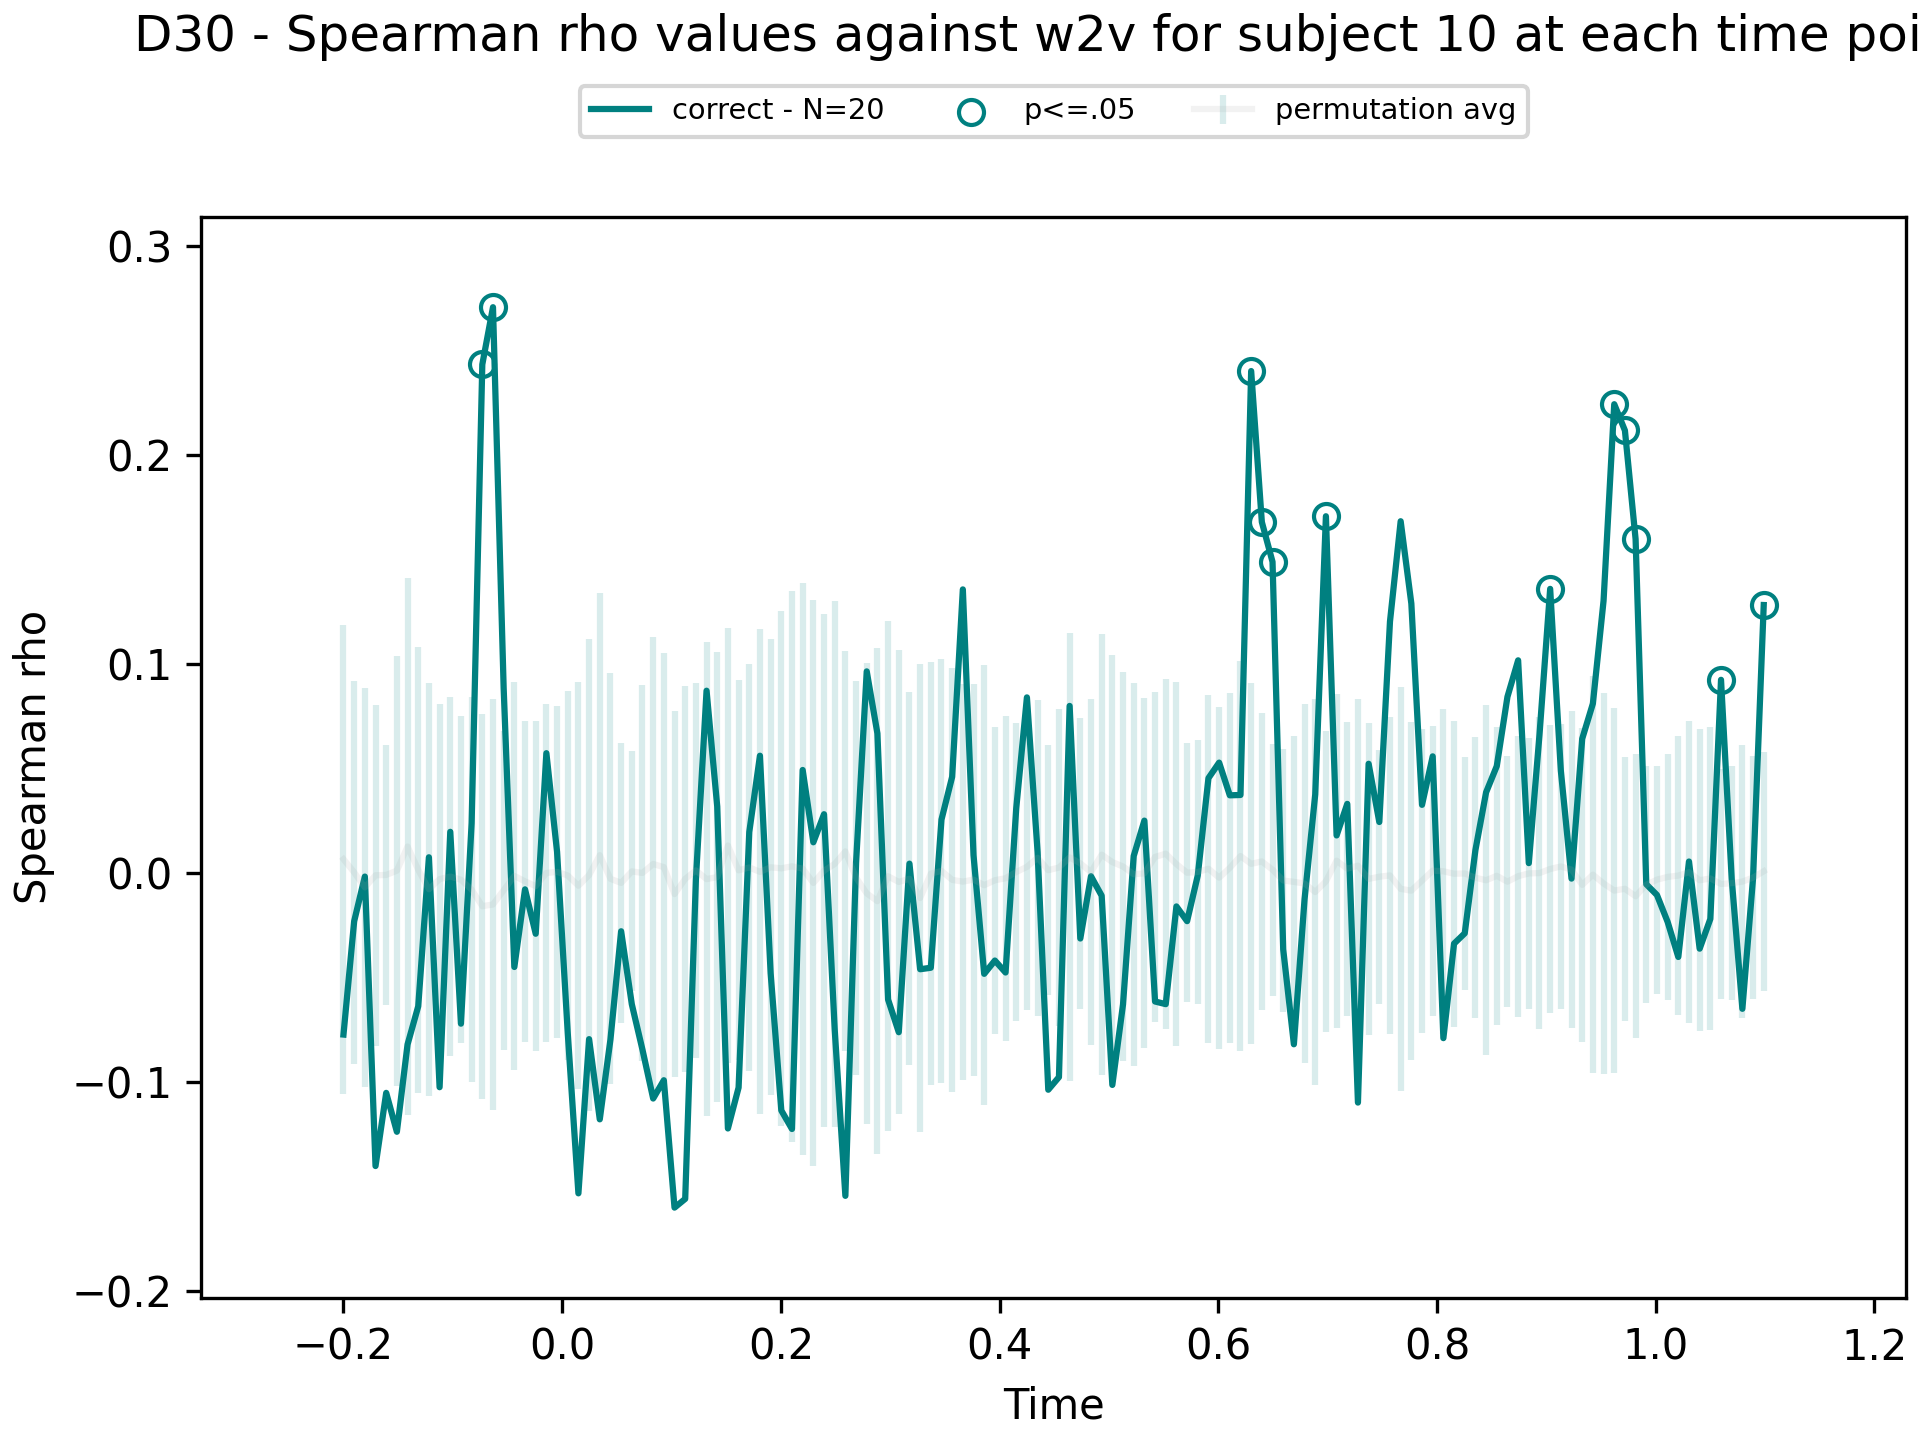 D30 - Spearman rho values against w2v for subject 10 at each time poi
correct - N=20 p<=.05 permutation avg
0.3
0.2
0.1
0.0
−0.1
−0.2
Spearman rho
−0.2 0.0 0.2 0.4 0.6 0.8 1.0 1.2
Time